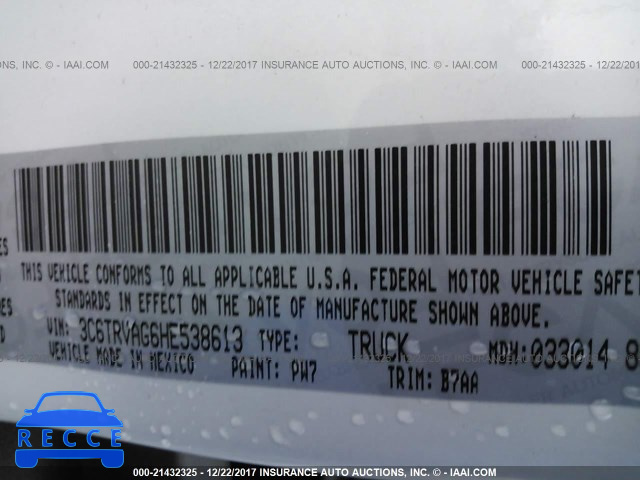 ONS, INC. - © IAAI.COM 000-21432325 - 12/22/2017 INSURANCE AUTO AUCTIONS, INC. - © IAAI.COM 000-21432325 - 12
ES
THIS VEHICLE CONFORMS TO ALL APPLICABLE U.S.A. FEDERAL MOTOR VEHICLE SAFET
ES
STANDARDS IN EFFECT ON THE DATE OF MANUFACTURE SHOWN ABOVE.
D
VIN: 3C6TRVAG6HE538613 TYPE: TRUCK MDH:033014 8
VEHICLE MADE IN MEXICO PAINT: PW7 TRIM: B7AA
RECCE
000-21432325 - 12/22/2017 INSURANCE AUTO AUCTIONS, INC. - © IAAI.COM